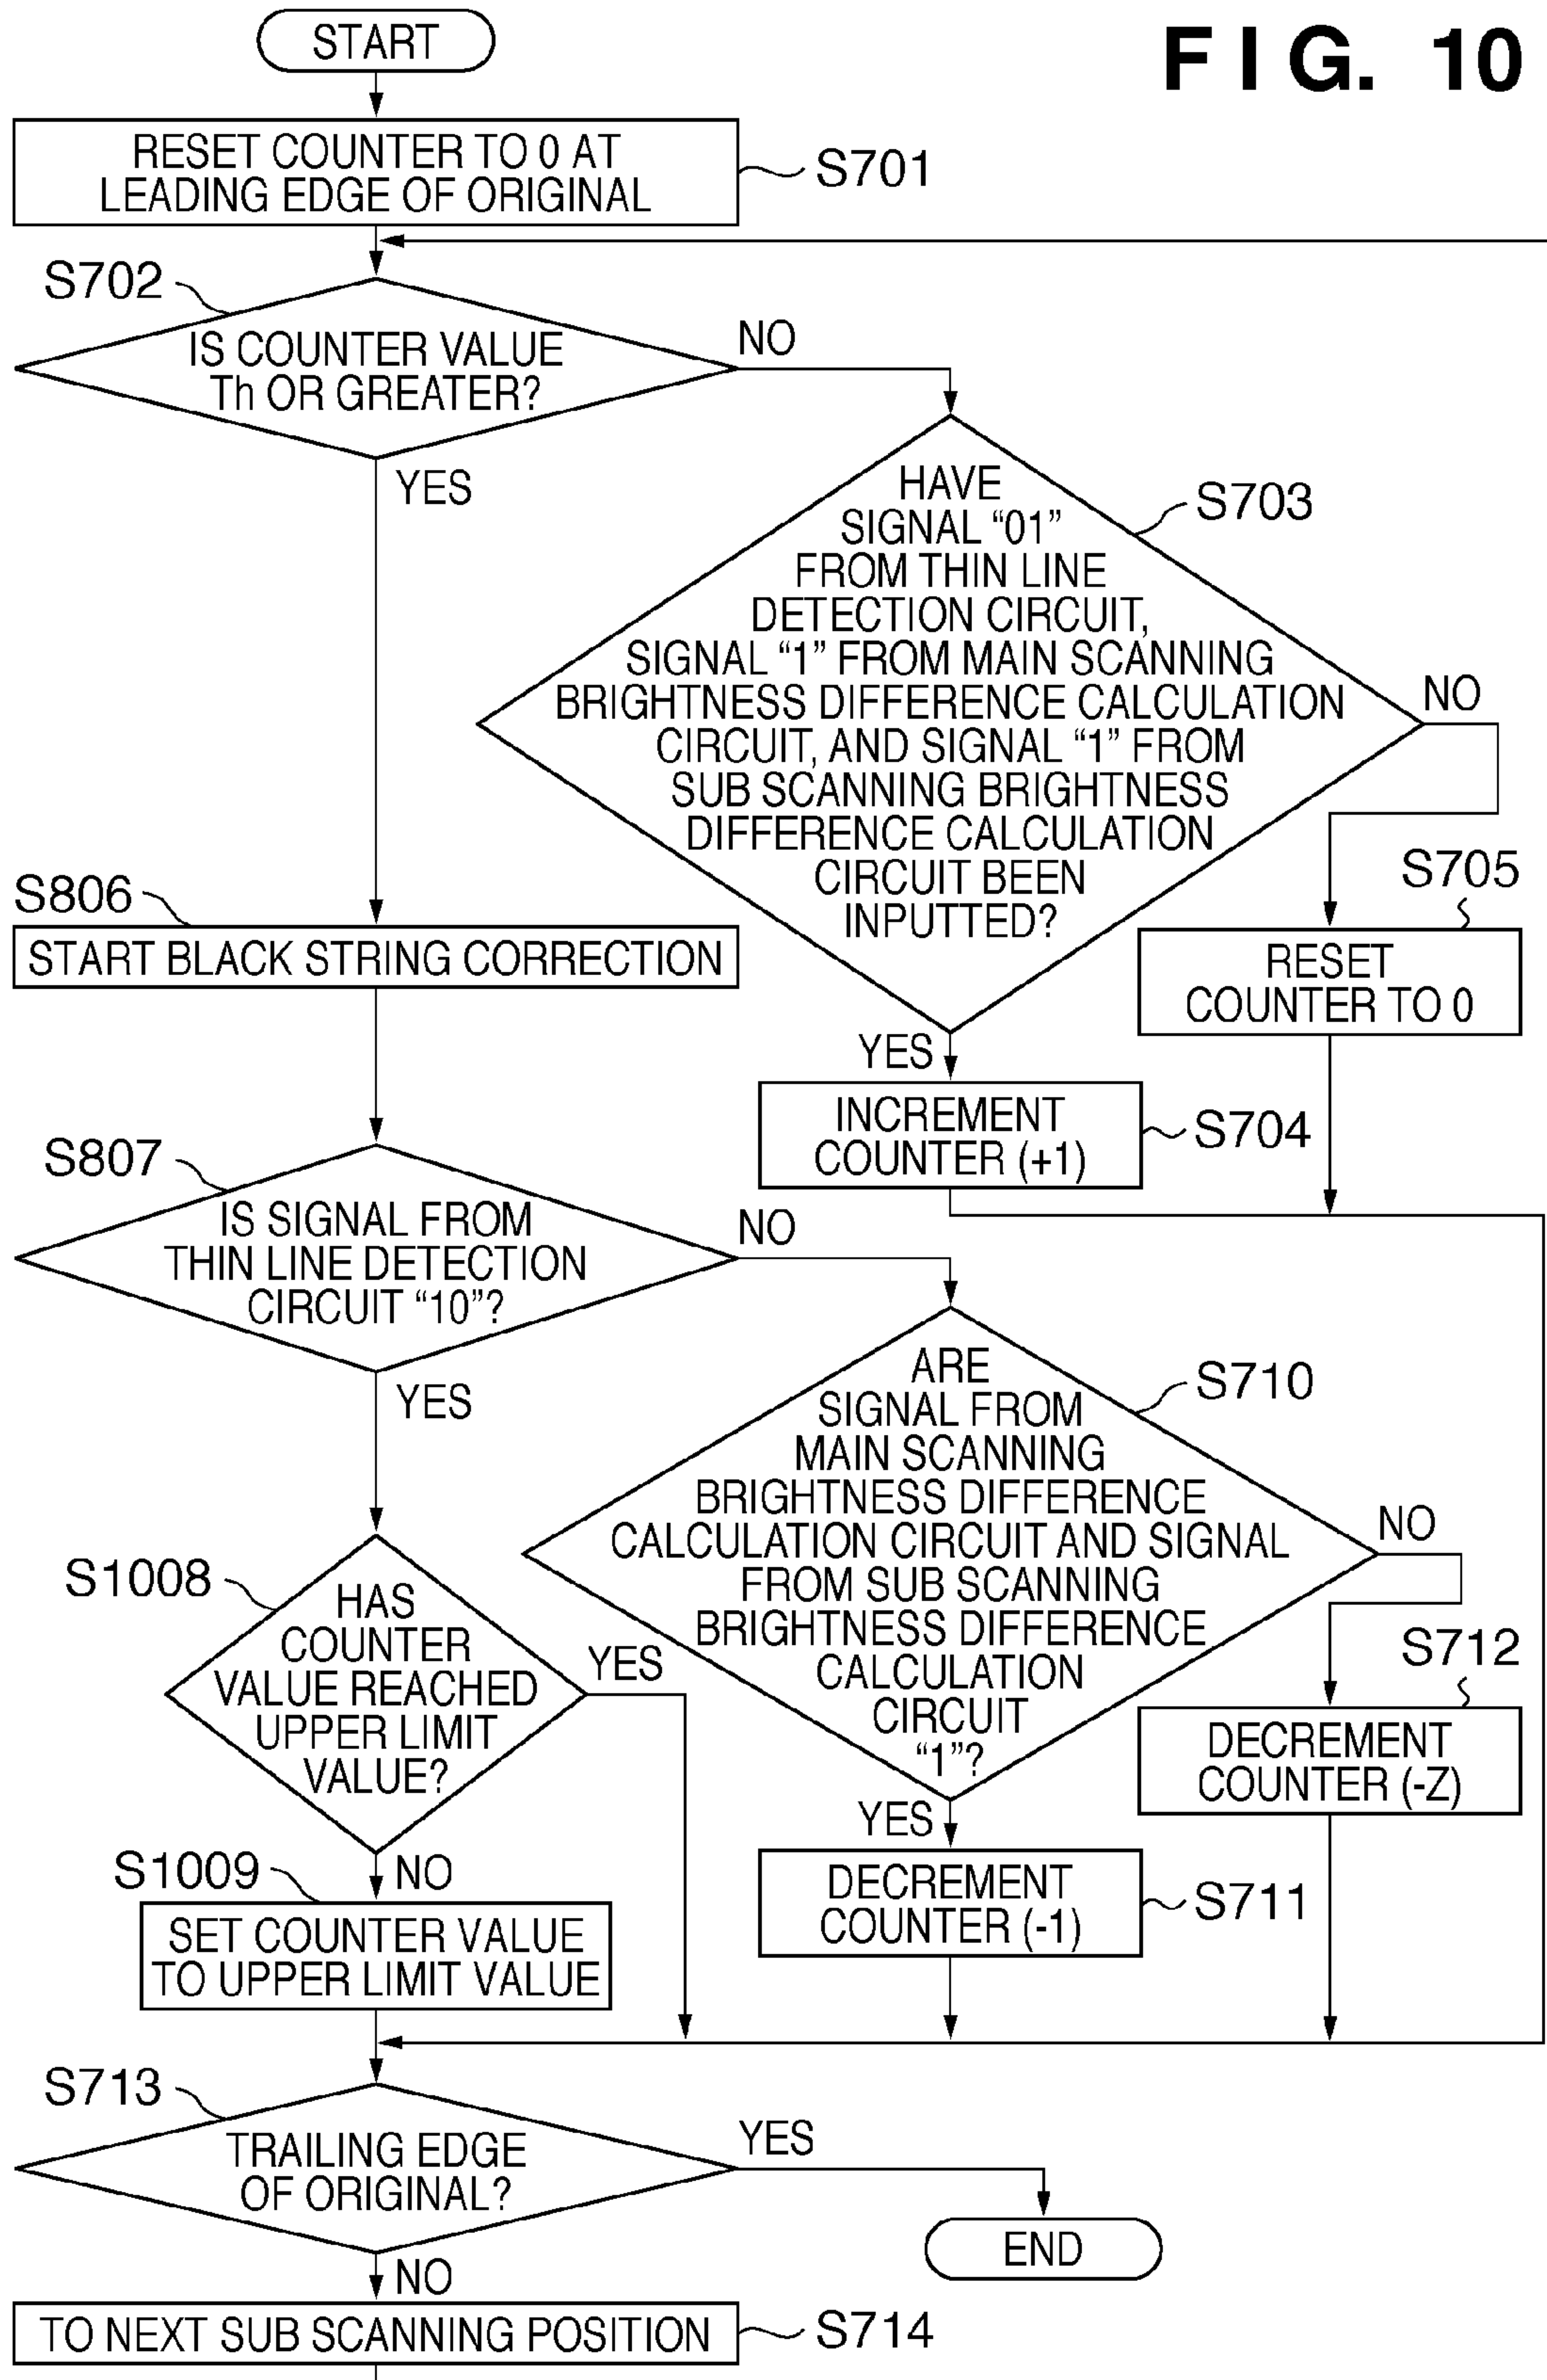 START
FIG. 10
RESET COUNTER TO 0 AT
LEADING EDGE OF ORIGINAL
S701
S702
IS COUNTER VALUE
Th OR GREATER?
NO
YES
HAVE
SIGNAL “01”
FROM THIN LINE
DETECTION CIRCUIT,
SIGNAL “1” FROM MAIN SCANNING
BRIGHTNESS DIFFERENCE CALCULATION
CIRCUIT, AND SIGNAL “1” FROM
SUB SCANNING BRIGHTNESS
DIFFERENCE CALCULATION
CIRCUIT BEEN
INPUTTED?
S703
NO
YES
S705
RESET
COUNTER TO 0
S806
START BLACK STRING CORRECTION
INCREMENT
COUNTER (+1)
S704
S807
IS SIGNAL FROM
THIN LINE DETECTION
CIRCUIT “10”?
NO
YES
ARE
SIGNAL FROM
MAIN SCANNING
BRIGHTNESS DIFFERENCE
CALCULATION CIRCUIT AND SIGNAL
FROM SUB SCANNING
BRIGHTNESS DIFFERENCE
CALCULATION
CIRCUIT
“1”?
S710
NO
YES
S712
DECREMENT
COUNTER (-Z)
S1008
HAS
COUNTER
VALUE REACHED
UPPER LIMIT
VALUE?
YES
NO
DECREMENT
COUNTER (-1)
S711
S1009
SET COUNTER VALUE
TO UPPER LIMIT VALUE
S713
TRAILING EDGE
OF ORIGINAL?
YES
NO
END
TO NEXT SUB SCANNING POSITION
S714